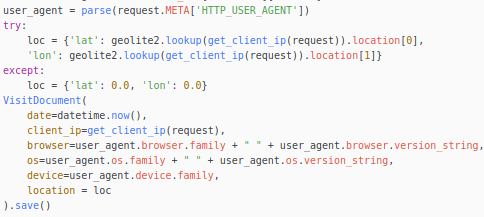 user_agent = parse(request.META['HTTP_USER_AGENT'])
try:
    loc = {'lat': geolite2.lookup(get_client_ip(request)).location[0],
    'lon': geolite2.lookup(get_client_ip(request)).location[1]}
except:
    loc = {'lat': 0.0, 'lon': 0.0}
VisitDocument(
    date=datetime.now(),
    client_ip=get_client_ip(request),
    browser=user_agent.browser.family + " " + user_agent.browser.version_string,
    os=user_agent.os.family + " " + user_agent.os.version_string,
    device=user_agent.device.family,
    location = loc
).save()